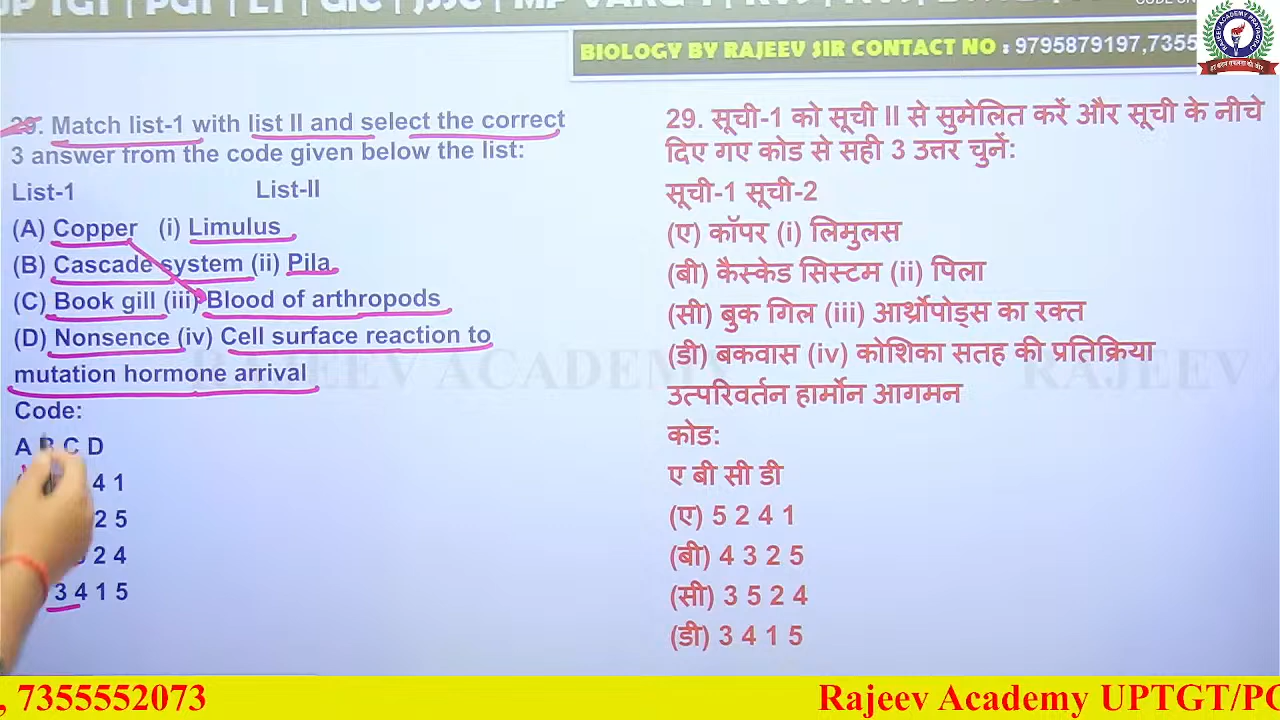 BIOLOGY BY RAJEEV SIR CONTACT NO : 9795879197,7355
29. Match list-1 with list II and select the correct
3 answer from the code given below the list:
List-1 List-II
(A) Copper (i) Limulus
(B) Cascade system (ii) Pila
(C) Book gill (iii) Blood of arthropods
(D) Nonsence (iv) Cell surface reaction to
mutation hormone arrival
Code:
A B C D
4 1
2 5
2 4
3 4 1 5
29. सूची-1 को सूची II से सुमेलित करें और सूची के नीचे
दिए गए कोड से सही 3 उत्तर चुनें:
सूची-1 सूची-2
(ए) कॉपर (i) लिमुलस
(बी) कैस्केड सिस्टम (ii) पिला
(सी) बुक गिल (iii) आर्थ्रोपोड्स का रक्त
(डी) बकवास (iv) कोशिका सतह की प्रतिक्रिया
उत्परिवर्तन हार्मोन आगमन
कोड:
ए बी सी डी
(ए) 5 2 4 1
(बी) 4 3 2 5
(सी) 3 5 2 4
(डी) 3 4 1 5
RAJEEV ACADEMY RAJEEV
, 7355552073 Rajeev Academy UPTGT/PG